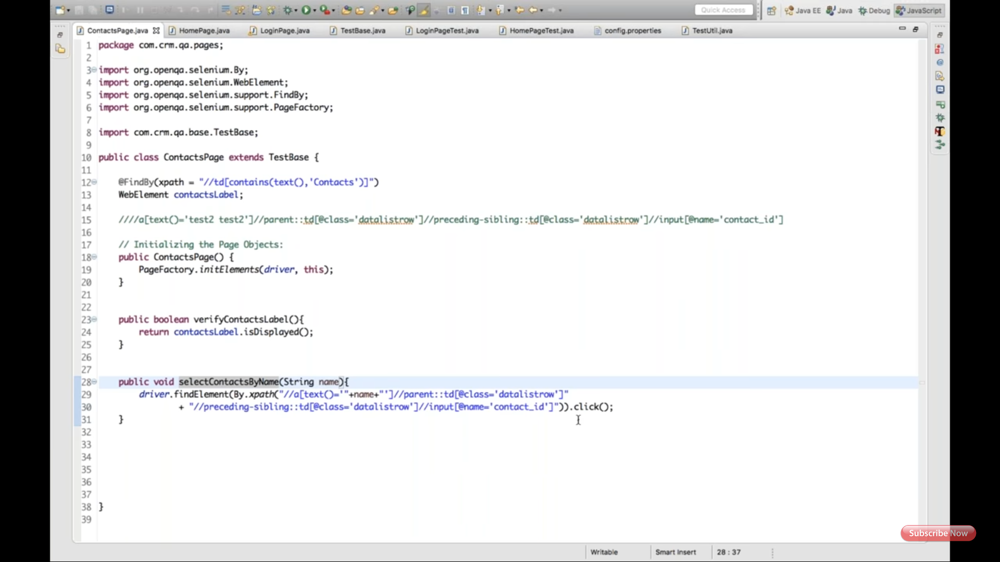 Quick Access
Java EE
Java
Debug
JavaScript
ContactsPage.java
HomePage.java
LoginPage.java
TestBase.java
LoginPageTest.java
HomePageTest.java
config.properties
TestUtil.java
1 package com.crm.qa.pages;
2
3 import org.openqa.selenium.By;
4 import org.openqa.selenium.WebElement;
5 import org.openqa.selenium.support.FindBy;
6 import org.openqa.selenium.support.PageFactory;
7
8 import com.crm.qa.base.TestBase;
9
10 public class ContactsPage extends TestBase {
11
12 @FindBy(xpath = "//td[contains(text(),'Contacts')]")
13 WebElement contactsLabel;
14
15 ////a[text()='test2 test2']//parent::td[@class='datalistrow']//preceding-sibling::td[@class='datalistrow']//input[@name='contact_id']
16
17 // Initializing the Page Objects:
18 public ContactsPage() {
19 PageFactory.initElements(driver, this);
20 }
21
22
23 public boolean verifyContactsLabel(){
24 return contactsLabel.isDisplayed();
25 }
26
27
28 public void selectContactsByName(String name){
29 driver.findElement(By.xpath("//a[text()='"+name+"']//parent::td[@class='datalistrow']"
30 + "//preceding-sibling::td[@class='datalistrow']//input[@name='contact_id']")).click();
31 }
32
33
34
35
36
37
38 }
39
Subscribe Now
Writable
Smart Insert
28 : 37